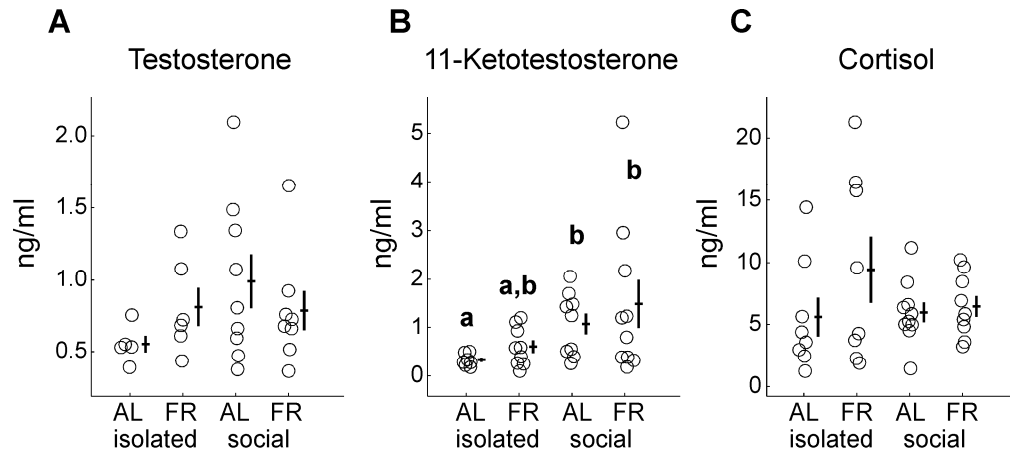 A B C
Testosterone 11-Ketotestosterone Cortisol
ng/ml
2.0
1.5
1.0
0.5
AL FR AL FR
isolated social
ng/ml
5
4
3
2
1
0
a
a,b
b
b
AL FR AL FR
isolated social
ng/ml
20
15
10
5
0
AL FR AL FR
isolated social